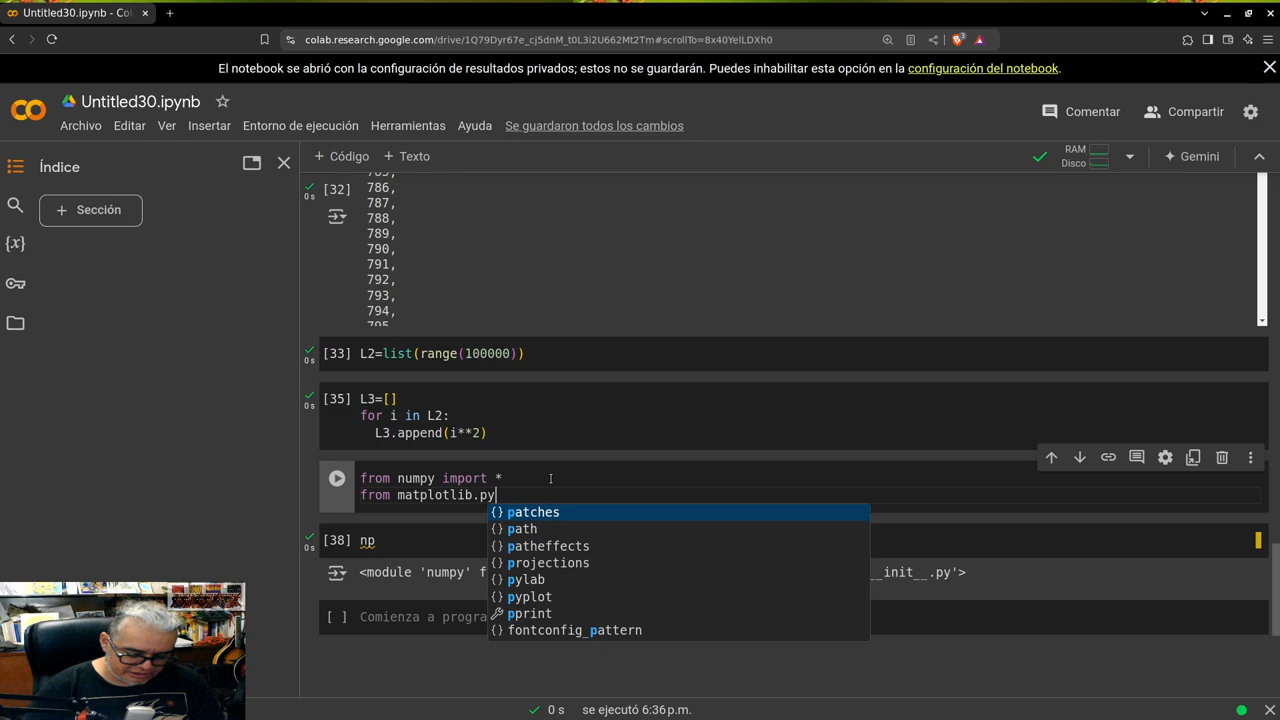 Untitled30.ipynb - Co
colab.research.google.com/drive/1Q79Dyr67e_cj5dnM_t0L3i2U662Mt2Tm#scrollTo=8x40YelLDXh0
El notebook se abrió con la configuración de resultados privados; estos no se guardarán. Puedes inhabilitar esta opción en la configuración del notebook.
Untitled30.ipynb
Archivo Editar Ver Insertar Entorno de ejecución Herramientas Ayuda Se guardaron todos los cambios
Comentar Compartir
Índice
+ Sección
+ Código + Texto
RAM
Disco
Gemini
[32]
0 s
786,
787,
788,
789,
790,
791,
792,
793,
794,
[33] L2=list(range(100000))
0 s
[35] L3=[]
0 s
for i in L2:
L3.append(i**2)
from numpy import *
from matplotlib.py
{} patches
{} path
{} patheffects
{} projections
{} pylab
{} pyplot
pprint
{} fontconfig_pattern
[38] np
0 s
<module 'numpy' f
__init__.py'>
[ ] Comienza a progra
0 s se ejecutó 6:36 p.m.